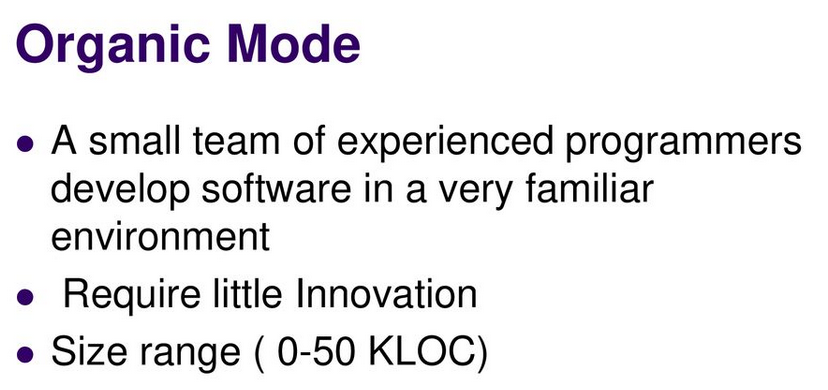 Organic Mode
• A small team of experienced programmers
develop software in a very familiar
environment
• Require little Innovation
• Size range ( 0-50 KLOC)